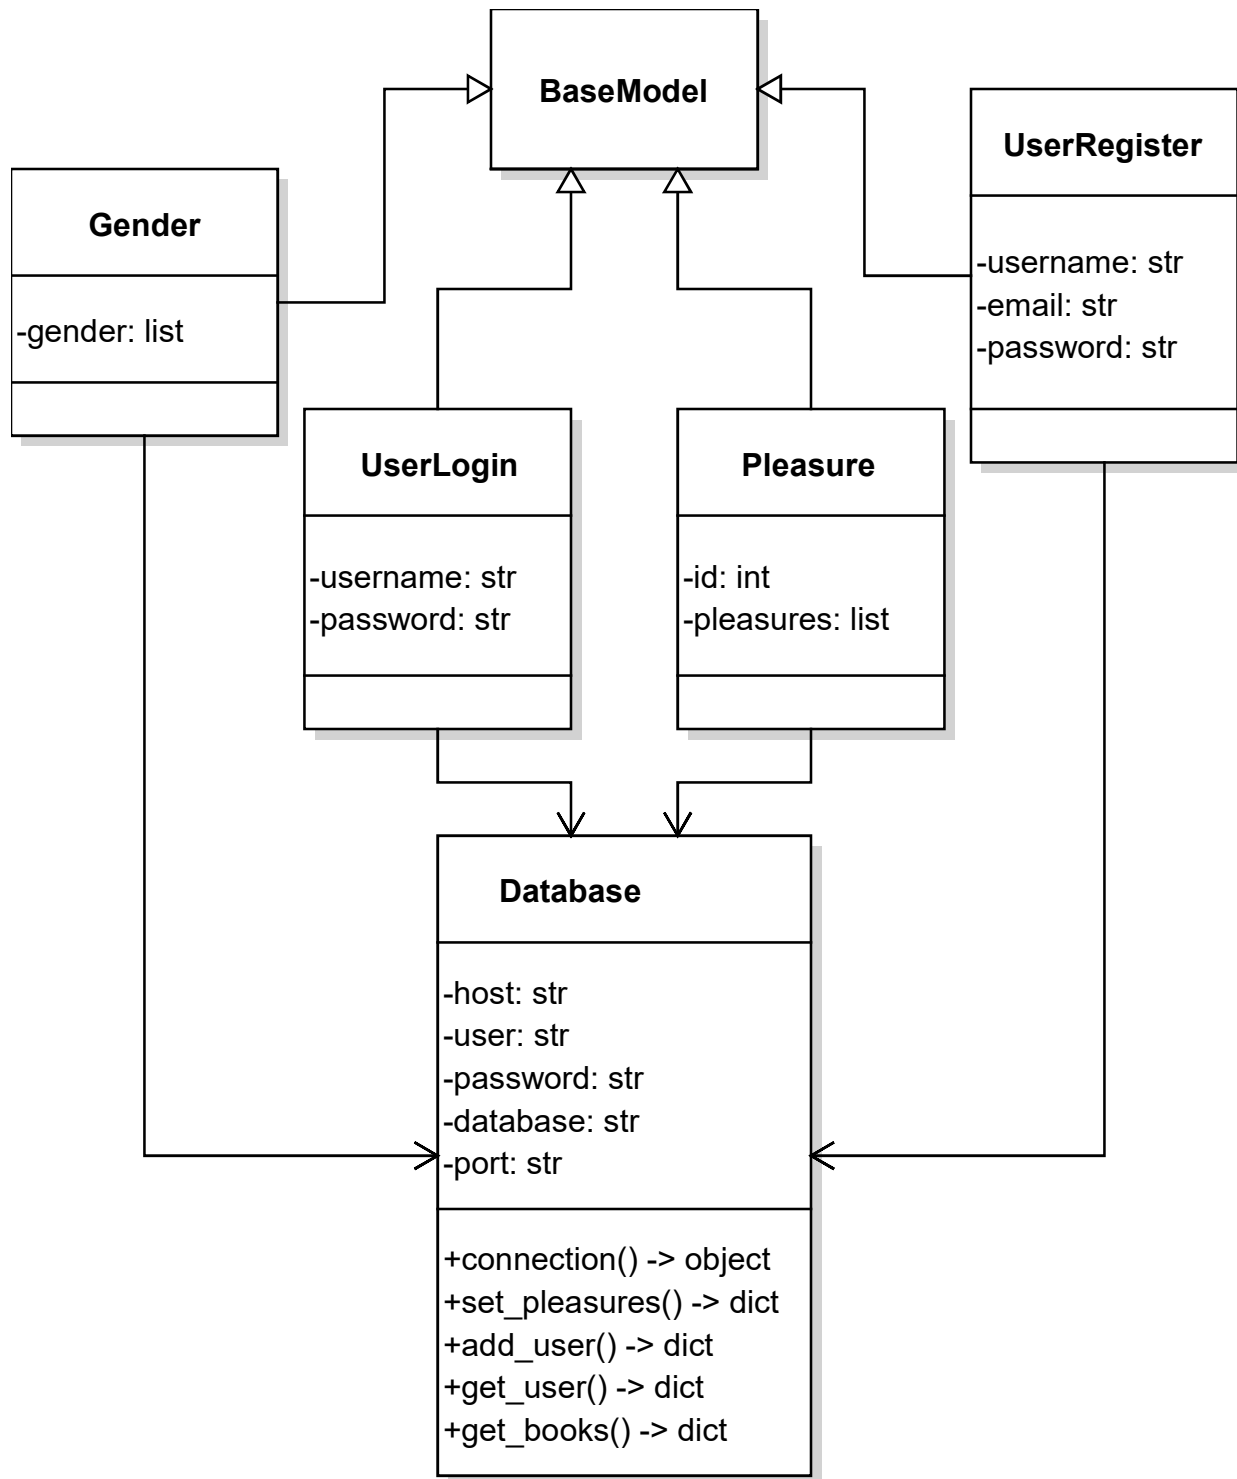 BaseModel
UserRegister
-username: str
-email: str
-password: str
Gender
-gender: list
UserLogin
-username: str
-password: str
Pleasure
-id: int
-pleasures: list
Database
-host: str
-user: str
-password: str
-database: str
-port: str
+connection() -> object
+set_pleasures() -> dict
+add_user() -> dict
+get_user() -> dict
+get_books() -> dict